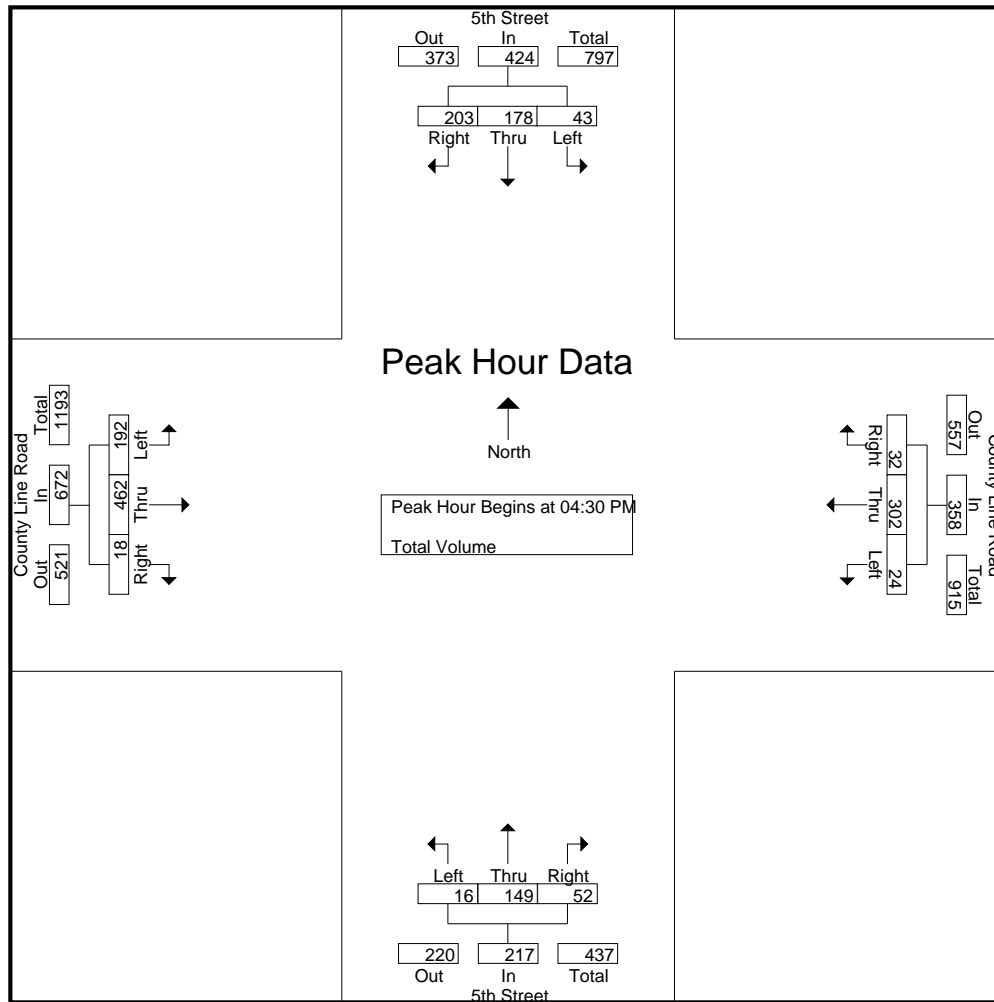 5th Street
Out In Total
373 424 797
203 178 43
Right Thru Left
Peak Hour Data
North
Peak Hour Begins at 04:30 PM
Total Volume
County Line Road
Total In Out
1193 672 521
192 462 18
Left Thru Right
County Line Road
Out In Total
557 358 915
32 302 24
Right Thru Left
Left Thru Right
16 149 52
220 217 437
Out In Total
5th Street